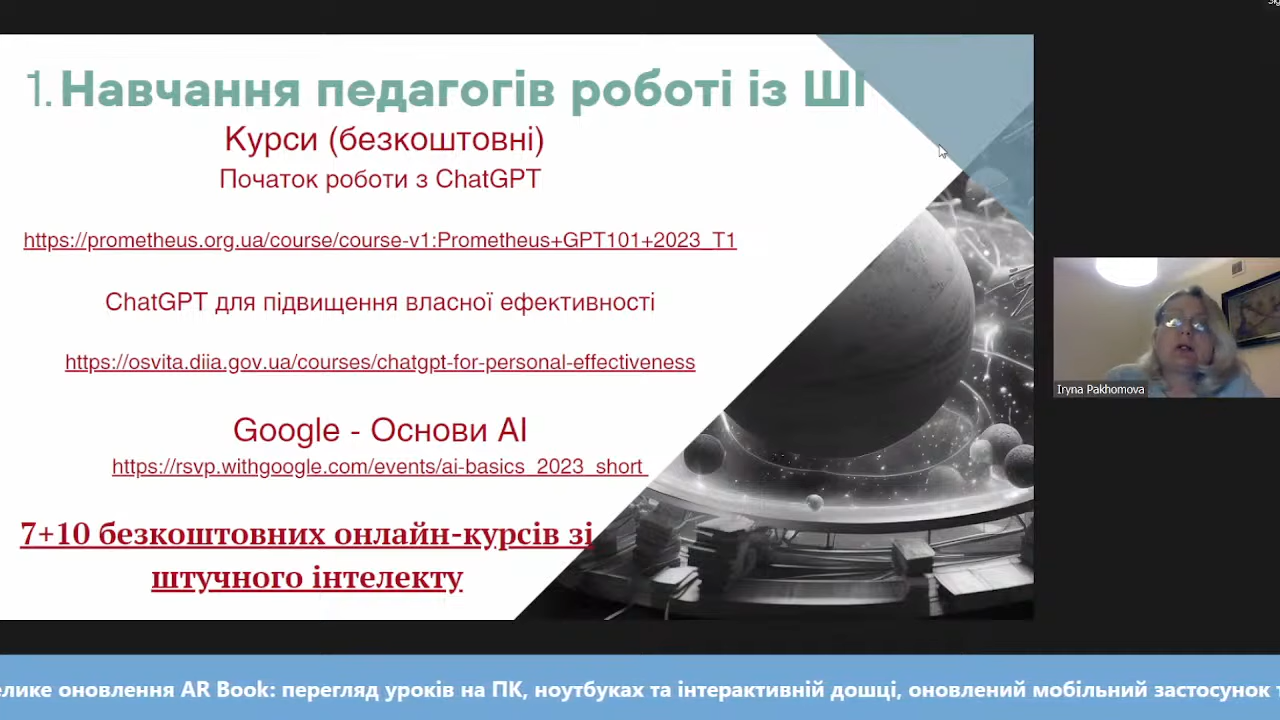 1. Навчання педагогів роботі із ШІ
Курси (безкоштовні)
Початок роботи з ChatGPT
https://prometheus.org.ua/course/course-v1:Prometheus+GPT101+2023_T1
ChatGPT для підвищення власної ефективності
https://osvita.diia.gov.ua/courses/chatgpt-for-personal-effectiveness
Google - Основи AI
https://rsvp.withgoogle.com/events/ai-basics_2023_short
7+10 безкоштовних онлайн-курсів зі
штучного інтелекту
Iryna Pakhomova
елике оновлення AR Book: перегляд уроків на ПК, ноутбуках та інтерактивній дошці, оновлений мобільний застосунок т